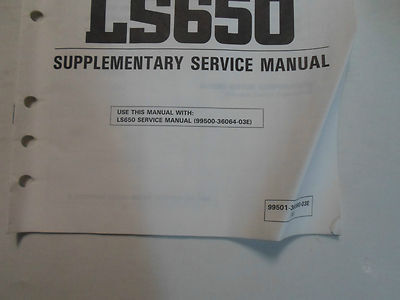 LS650
SUPPLEMENTARY SERVICE MANUAL
USE THIS MANUAL WITH:
LS650 SERVICE MANUAL (99500-36064-03E)